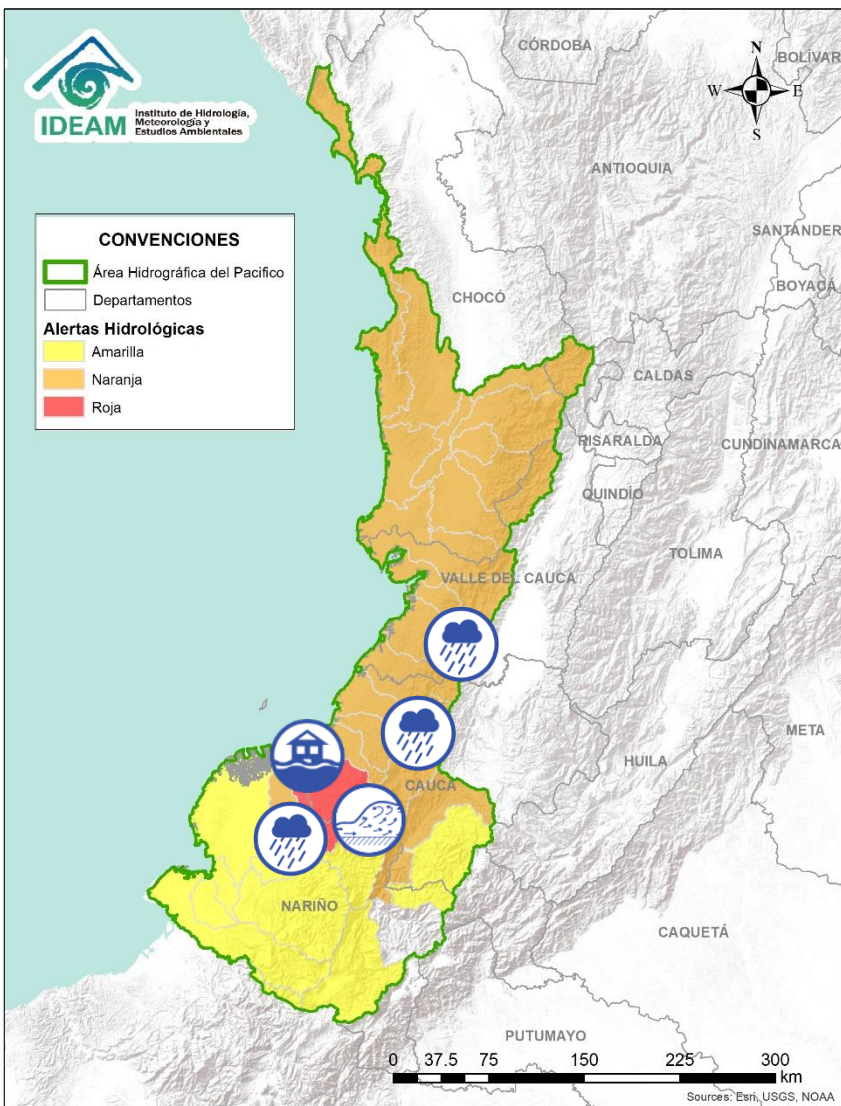 IDEAM
Instituto de Hidrología,
Meteorología y
Estudios Ambientales
N
W
E
S
CÓRDOBA
BOLÍVAR
ANTIOQUIA
SANTANDER
BOYACÁ
CHOCÓ
CALDAS
RISARALDA
CUNDINAMARCA
QUINDÍO
TOLIMA
VALLE DEL CAUCA
META
HUILA
CAUCA
NARIÑO
CAQUETÁ
PUTUMAYO
CONVENCIONES
Área Hidrográfica del Pacifico
Departamentos
Alertas Hidrológicas
Amarilla
Naranja
Roja
0 37.5 75 150 225 300
km
Sources: Esri, USGS, NOAA